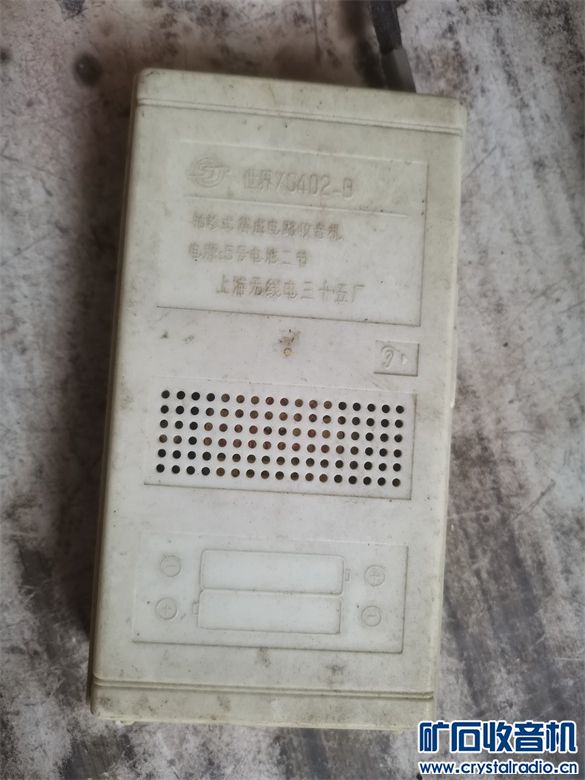 世界XS402-B
袖珍式集成电路收音机
电源:5号电池二节
上海无线电三十五厂
矿石收音机
www.crystalradio.cn